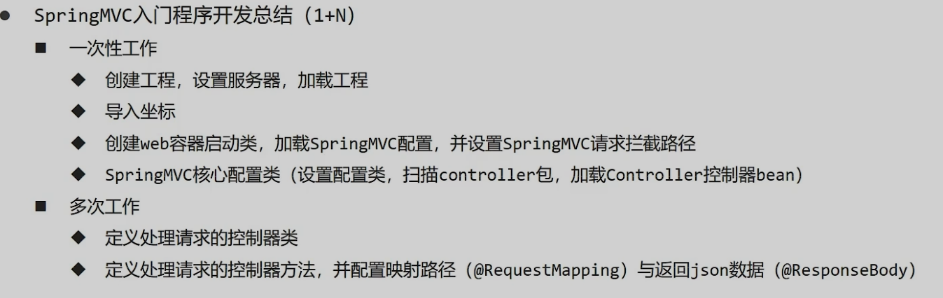 SpringMVC入门程序开发总结（1+N）
一次性工作
创建工程，设置服务器，加载工程
导入坐标
创建web容器启动类，加载SpringMVC配置，并设置SpringMVC请求拦截路径
SpringMVC核心配置类（设置配置类，扫描controller包，加载Controller控制器bean）
多次工作
定义处理请求的控制器类
定义处理请求的控制器方法，并配置映射路径（@RequestMapping）与返回json数据（@ResponseBody）